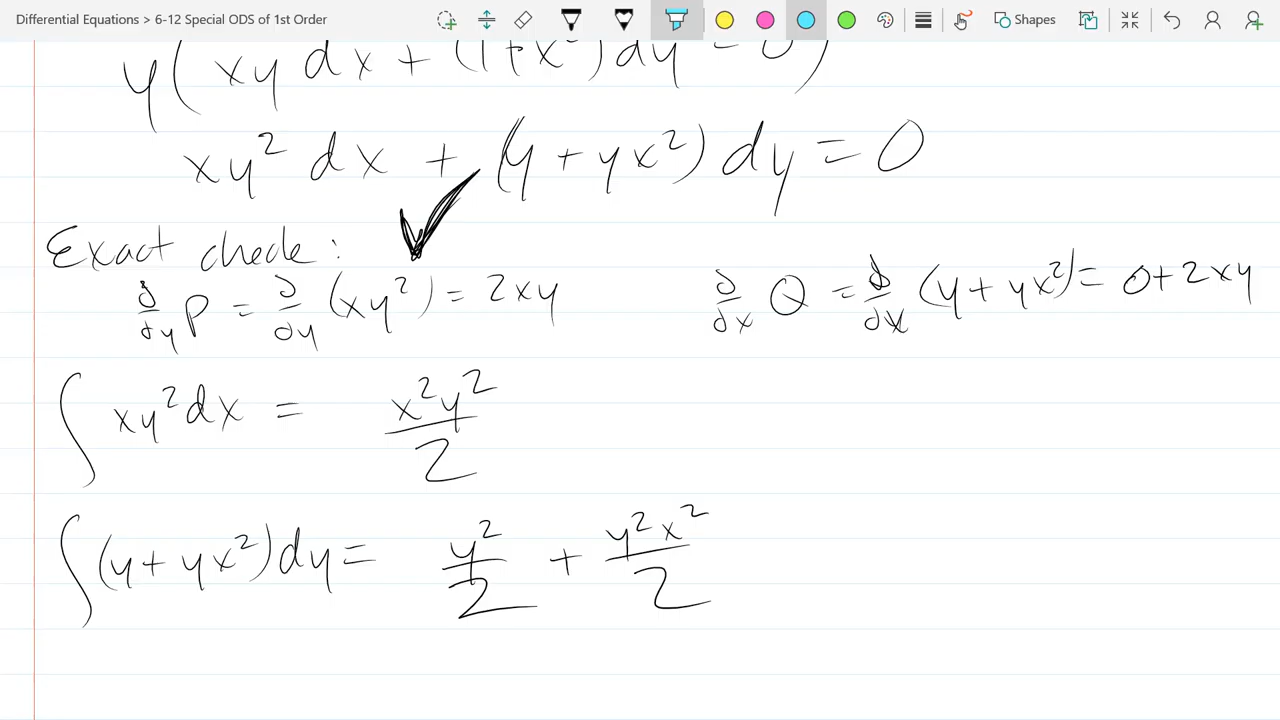 Differential Equations > 6-12 Special ODS of 1st Order Shapes
y(xy dx + (1+x²)dy = 0)
xy² dx + (y + yx²) dy = 0
Exact check:
∂/∂y P = ∂/∂y (xy²) = 2xy ∂/∂x Q = ∂/∂x (y + yx²) = 0 + 2xy
∫ xy² dx = x²y²/2
∫ (y + yx²) dy = y²/2 + y²x²/2